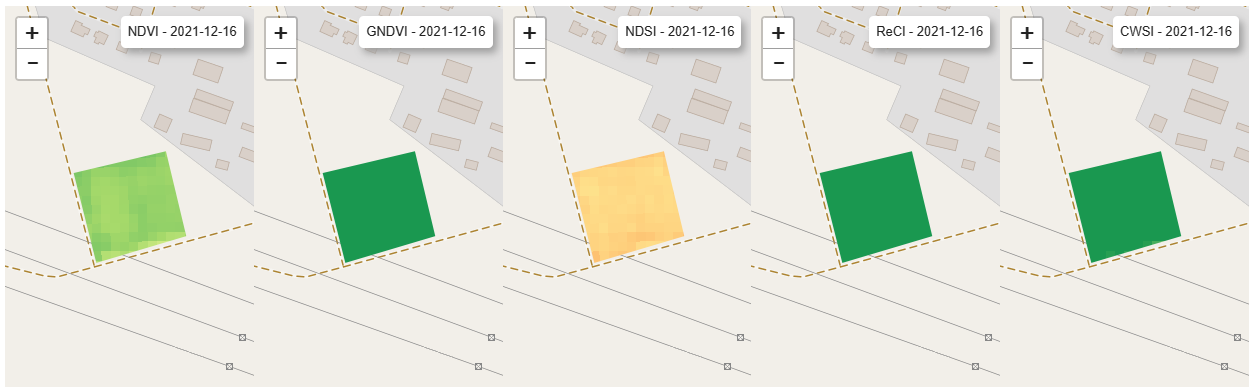 +
−
NDVI - 2021-12-16
+
−
GNDVI - 2021-12-16
+
−
NDSI - 2021-12-16
+
−
ReCI - 2021-12-16
+
−
CWSI - 2021-12-16